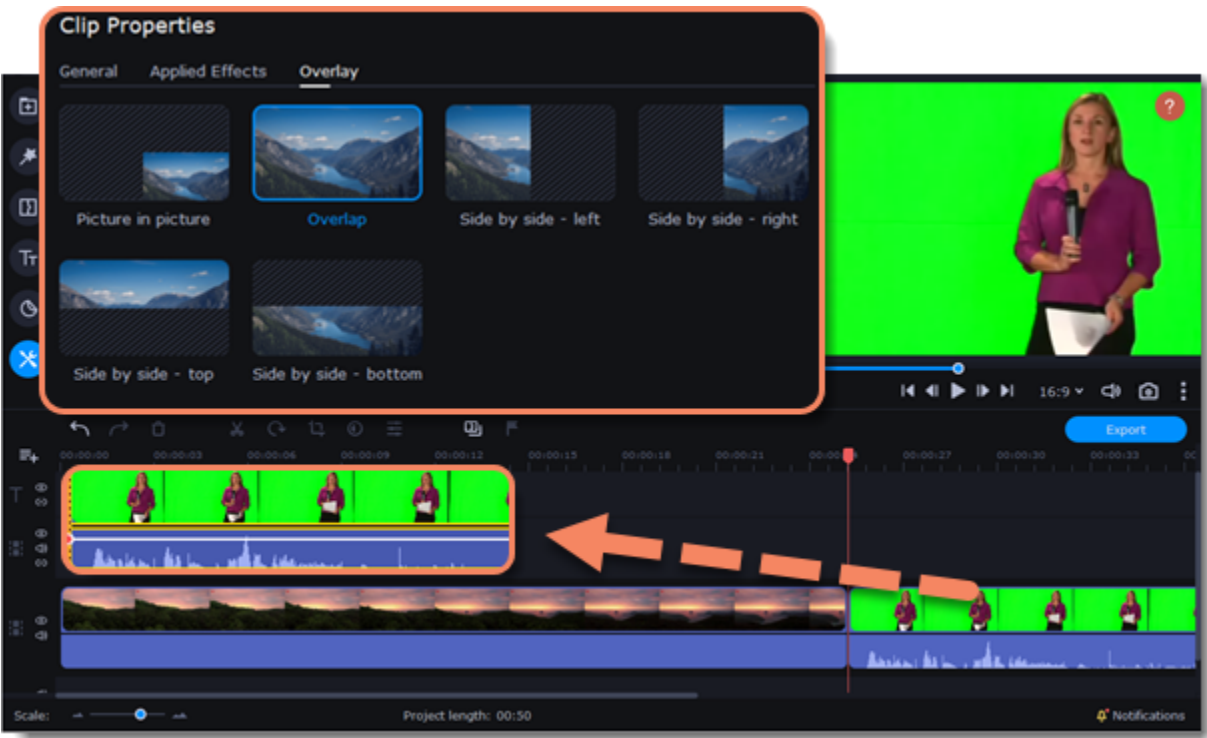 Clip Properties
General Applied Effects Overlay
Picture in picture Overlap Side by side - left Side by side - right
Side by side - top Side by side - bottom
?
16:9
Export
00:00:00 00:00:03 00:00:06 00:00:09 00:00:12 00:00:15 00:00:18 00:00:21 00:00:27 00:00:30 00:00:33
Scale: Project length: 00:50 Notifications